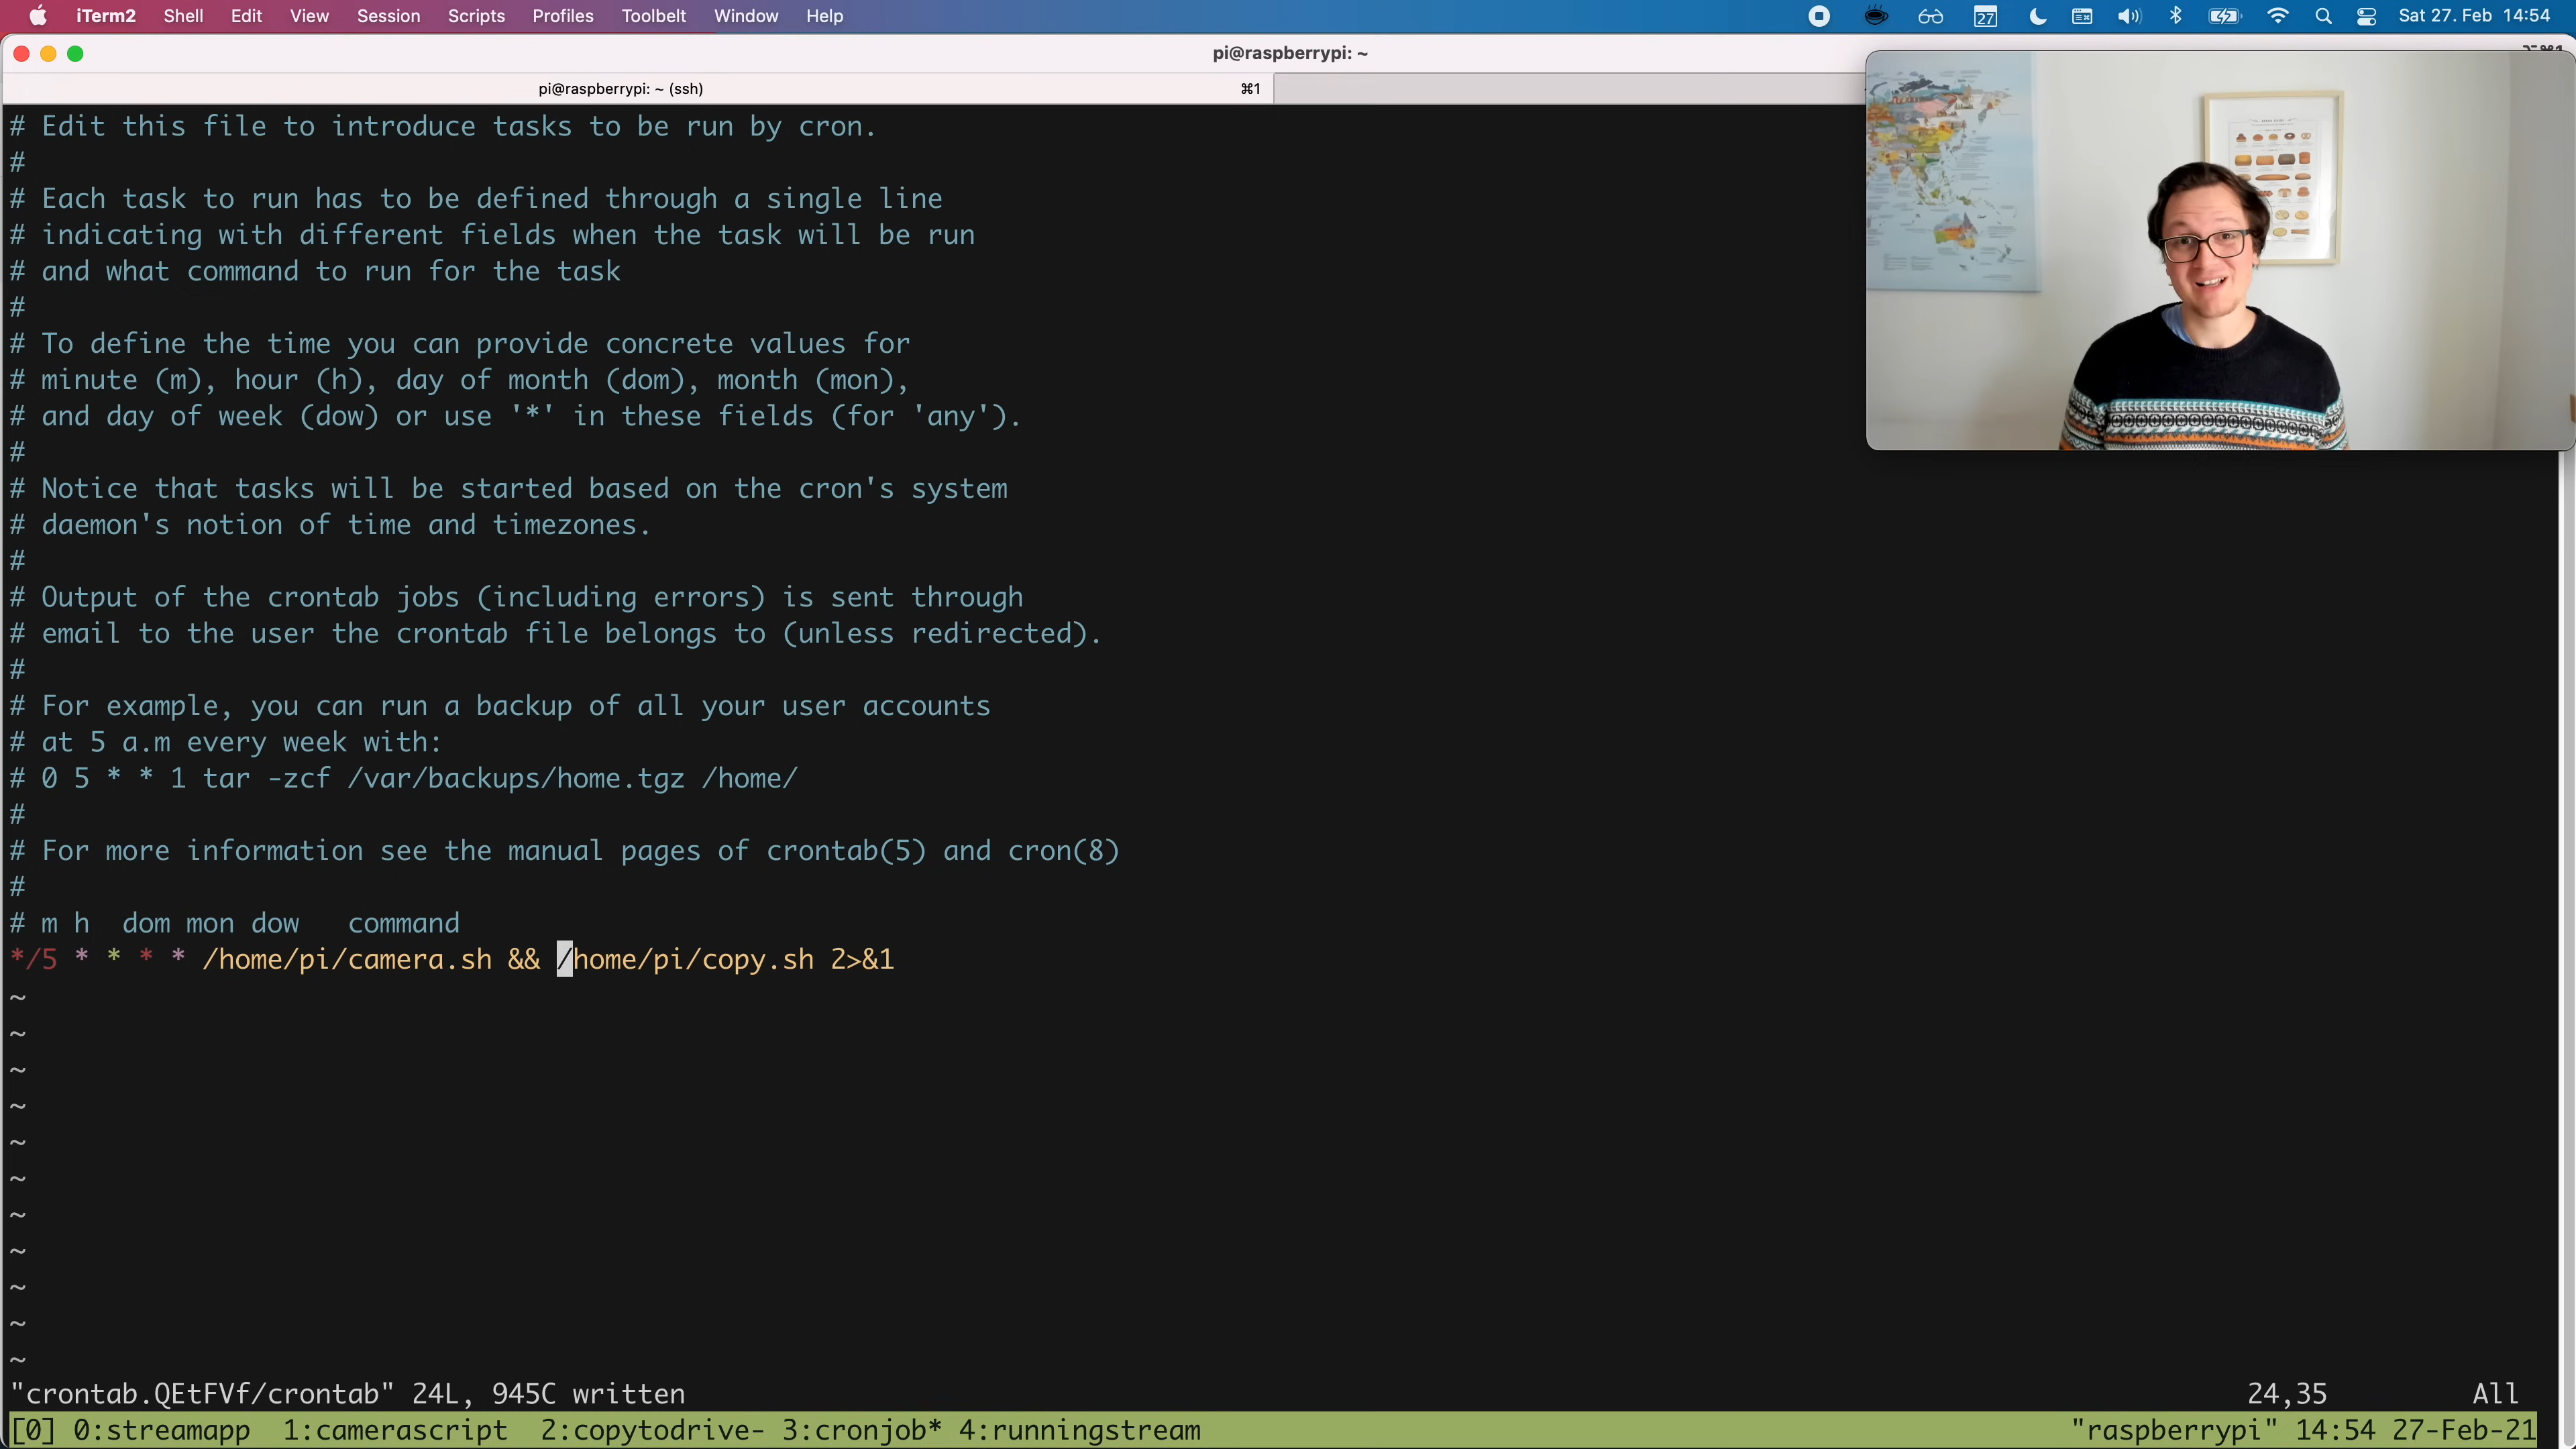 iTerm2 Shell Edit View Session Scripts Profiles Toolbelt Window Help 27 Sat 27. Feb 14:54
pi@raspberrypi: ~
pi@raspberrypi: ~ (ssh) ⌘1
# Edit this file to introduce tasks to be run by cron.
#
# Each task to run has to be defined through a single line
# indicating with different fields when the task will be run
# and what command to run for the task
#
# To define the time you can provide concrete values for
# minute (m), hour (h), day of month (dom), month (mon),
# and day of week (dow) or use '*' in these fields (for 'any').
#
# Notice that tasks will be started based on the cron's system
# daemon's notion of time and timezones.
#
# Output of the crontab jobs (including errors) is sent through
# email to the user the crontab file belongs to (unless redirected).
#
# For example, you can run a backup of all your user accounts
# at 5 a.m every week with:
# 0 5 * * 1 tar -zcf /var/backups/home.tgz /home/
#
# For more information see the manual pages of crontab(5) and cron(8)
#
# m h  dom mon dow   command
*/5 * * * * /home/pi/camera.sh && /home/pi/copy.sh 2>&1
~
~
~
~
~
~
~
~
~
~
~
"crontab.QEtFVf/crontab" 24L, 945C written 24,35 All
[0] 0:streamapp  1:camerascript  2:copytodrive- 3:cronjob* 4:runningstream "raspberrypi" 14:54 27-Feb-21